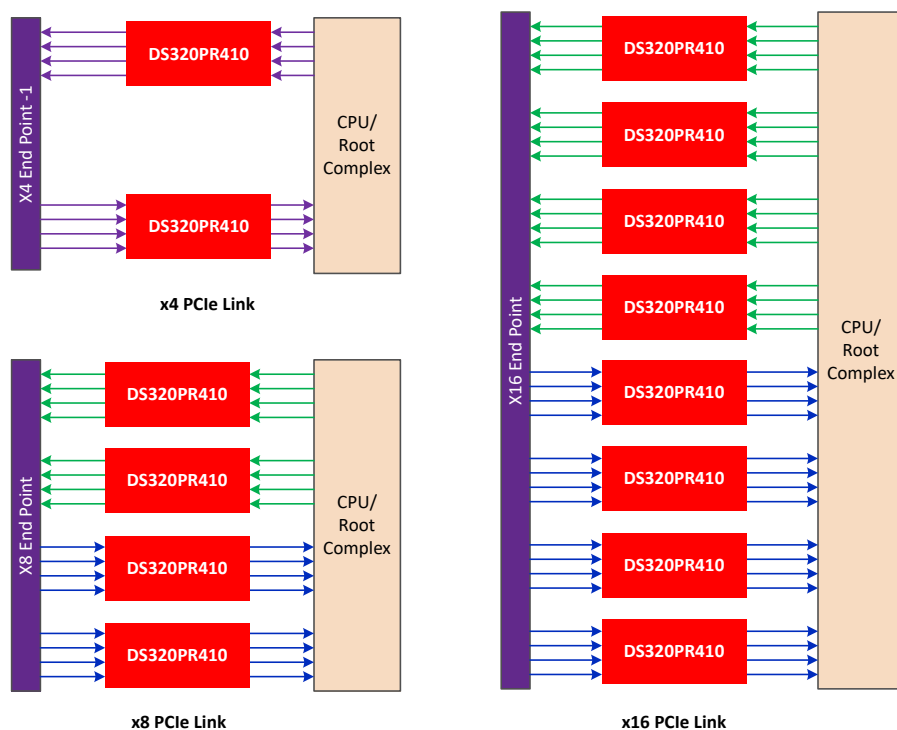 X4 End Point -1
DS320PR410
DS320PR410
CPU/
Root
Complex
x4 PCIe Link
X8 End Point
DS320PR410
DS320PR410
DS320PR410
DS320PR410
CPU/
Root
Complex
x8 PCIe Link
X16 End Point
DS320PR410
DS320PR410
DS320PR410
DS320PR410
DS320PR410
DS320PR410
DS320PR410
DS320PR410
CPU/
Root
Complex
x16 PCIe Link